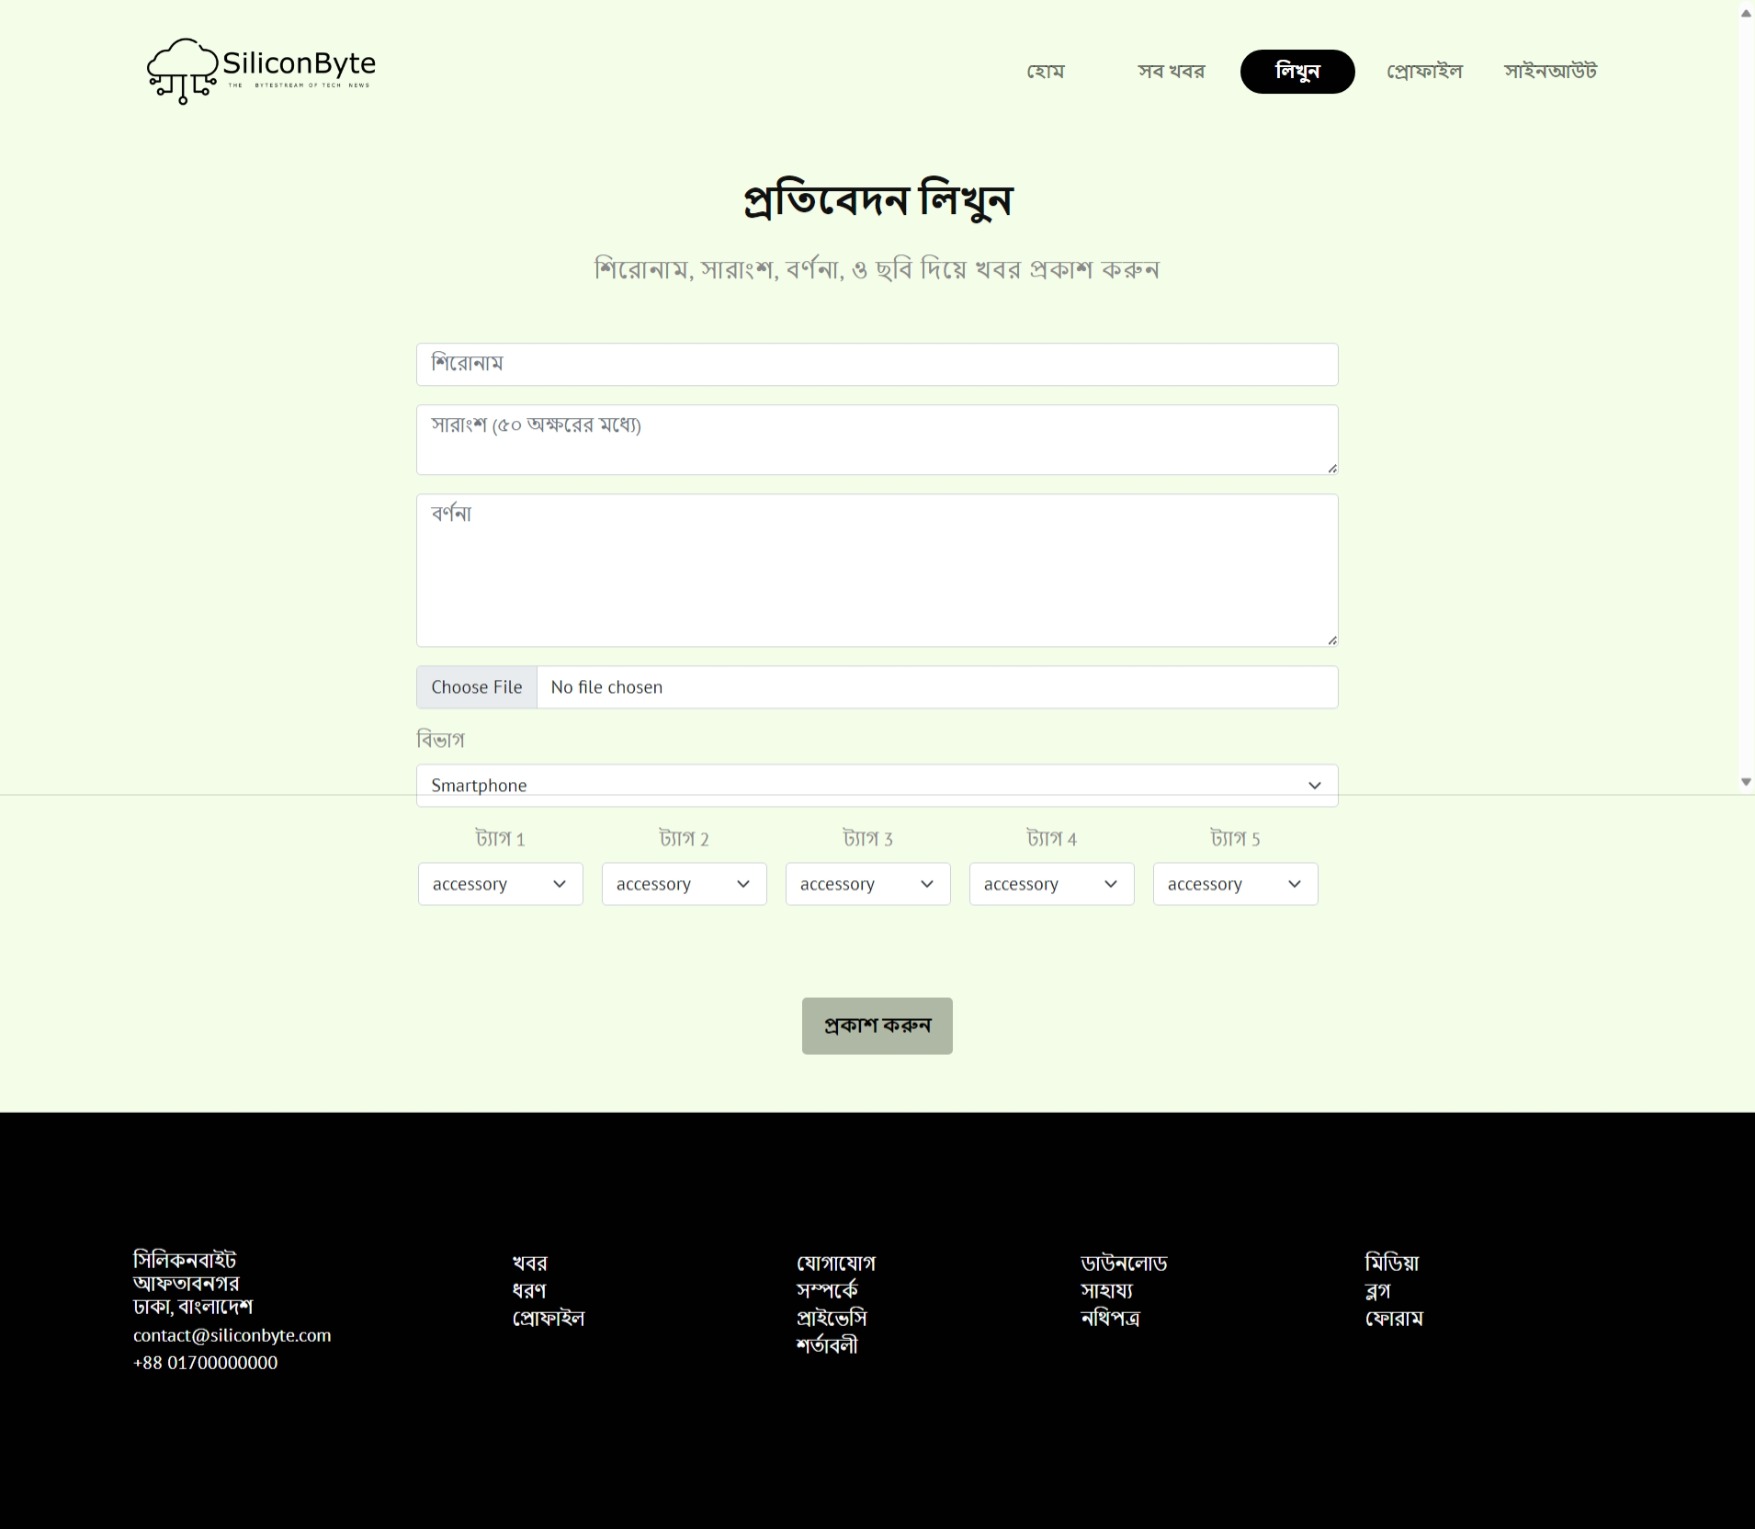 SiliconByte
THE BYTESTREAM OF TECH NEWS
হোম সব খবর লিখুন প্রোফাইল সাইনআউট
প্রতিবেদন লিখুন
শিরোনাম, সারাংশ, বর্ণনা, ও ছবি দিয়ে খবর প্রকাশ করুন
শিরোনাম
সারাংশ (৫০ অক্ষরের মধ্যে)
বর্ণনা
Choose File No file chosen
বিভাগ
Smartphone
ট্যাগ 1 ট্যাগ 2 ট্যাগ 3 ট্যাগ 4 ট্যাগ 5
accessory accessory accessory accessory accessory
প্রকাশ করুন
সিলিকনবাইট
আফতাবনগর
ঢাকা, বাংলাদেশ
contact@siliconbyte.com
+88 01700000000
খবর
ধরণ
প্রোফাইল
যোগাযোগ
সম্পর্কে
প্রাইভেসি
শর্তাবলী
ডাউনলোড
সাহায্য
নথিপত্র
মিডিয়া
ব্লগ
ফোরাম